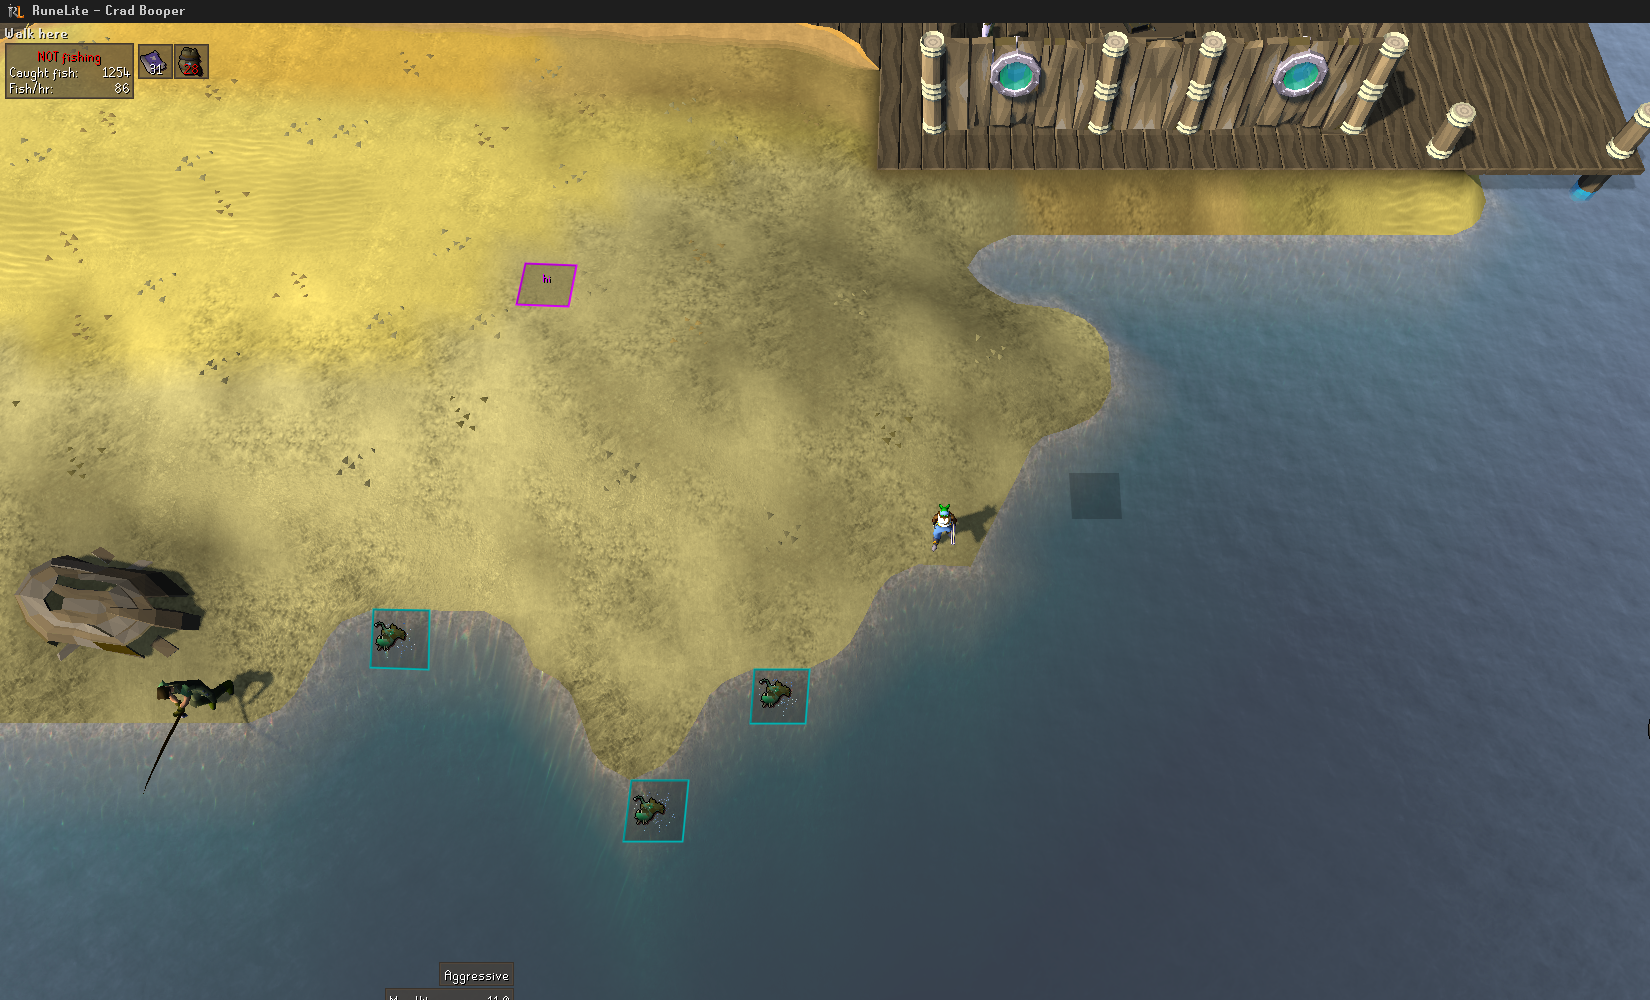 RuneLite - Crad Booper
Walk here
NOT fishing
Caught fish: 1254
Fish/hr: 86
31
hi
Aggressive